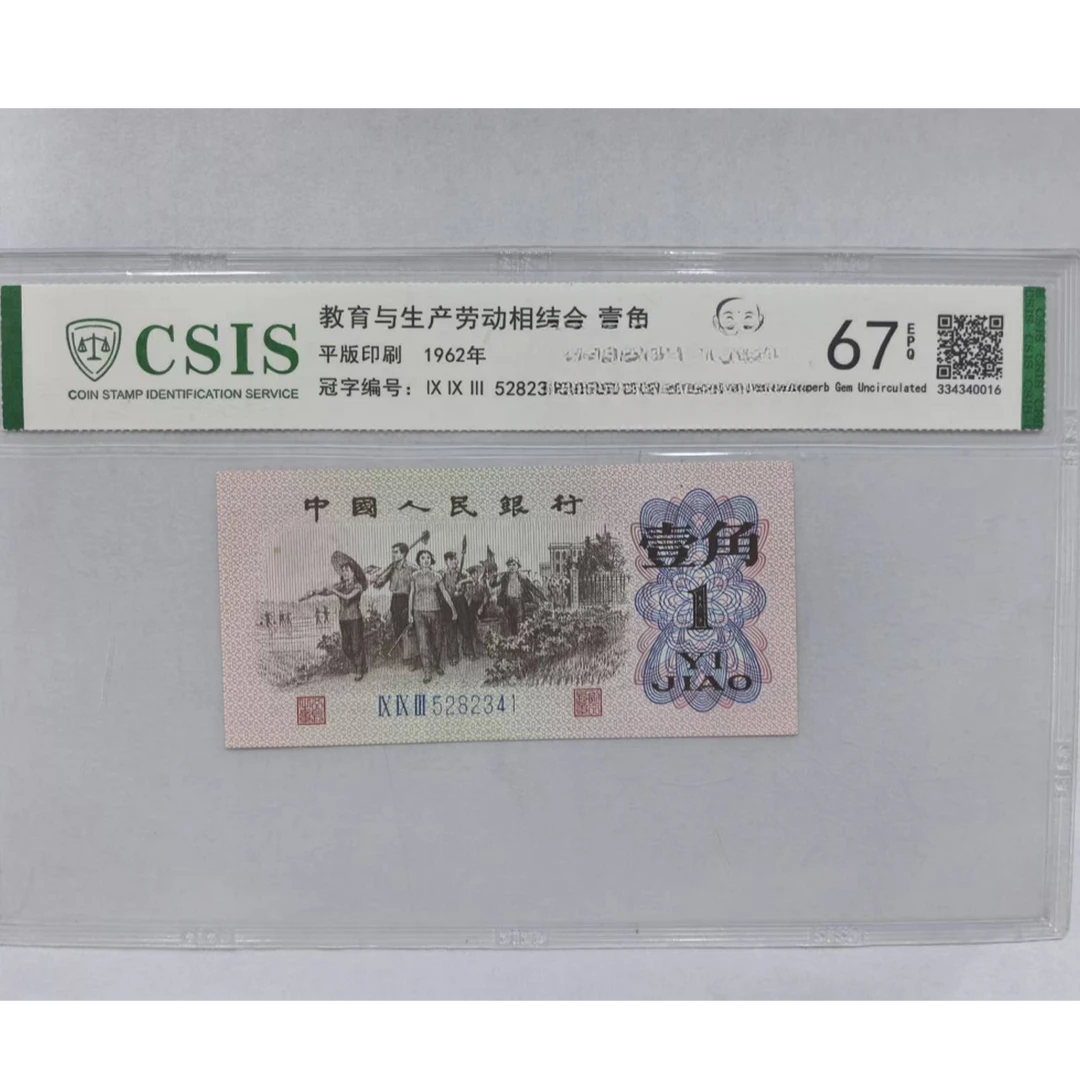 CSIS
COIN STAMP IDENTIFICATION SERVICE
教育与生产劳动相结合 壹角
平版印刷 1962年
冠字编号: IX IX III 52823
67
EPQ
Gem Uncirculated
334340016
中國人民銀行
壹角
1
YI
JIAO
IX IX III 5282341